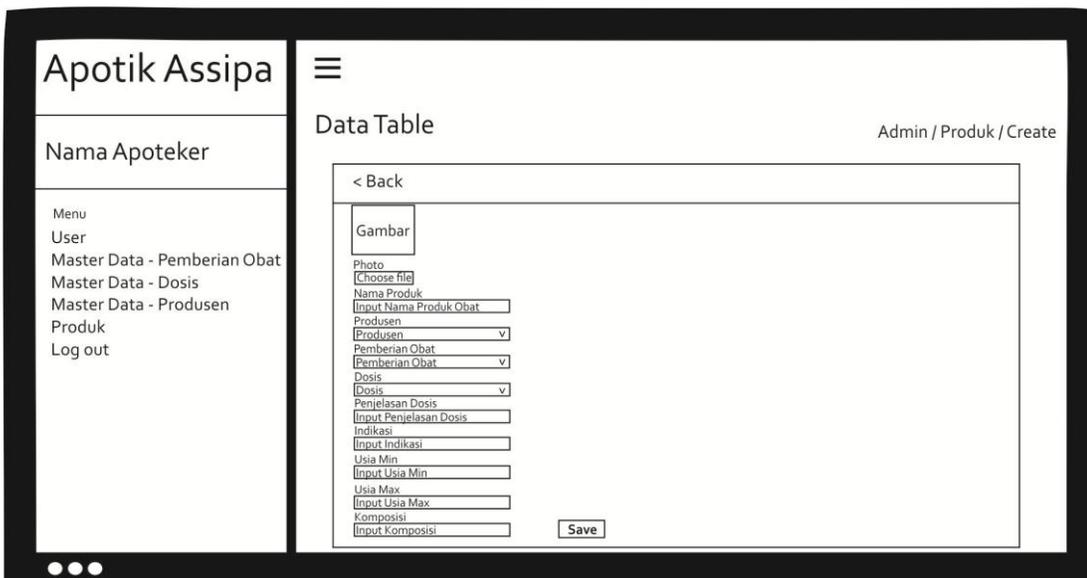 Apotik Assipa
Nama Apoteker
Menu
User
Master Data - Pemberian Obat
Master Data - Dosis
Master Data - Produsen
Produk
Log out
Data Table
Admin / Produk / Create
< Back
Gambar
Photo
Choose file
Nama Produk
Input Nama Produk Obat
Produsen
Produsen v
Pemberian Obat
Pemberian Obat v
Dosis
Dosis v
Penjelasan Dosis
Input Penjelasan Dosis
Indikasi
Input Indikasi
Usia Min
Input Usia Min
Usia Max
Input Usia Max
Komposisi
Input Komposisi
Save